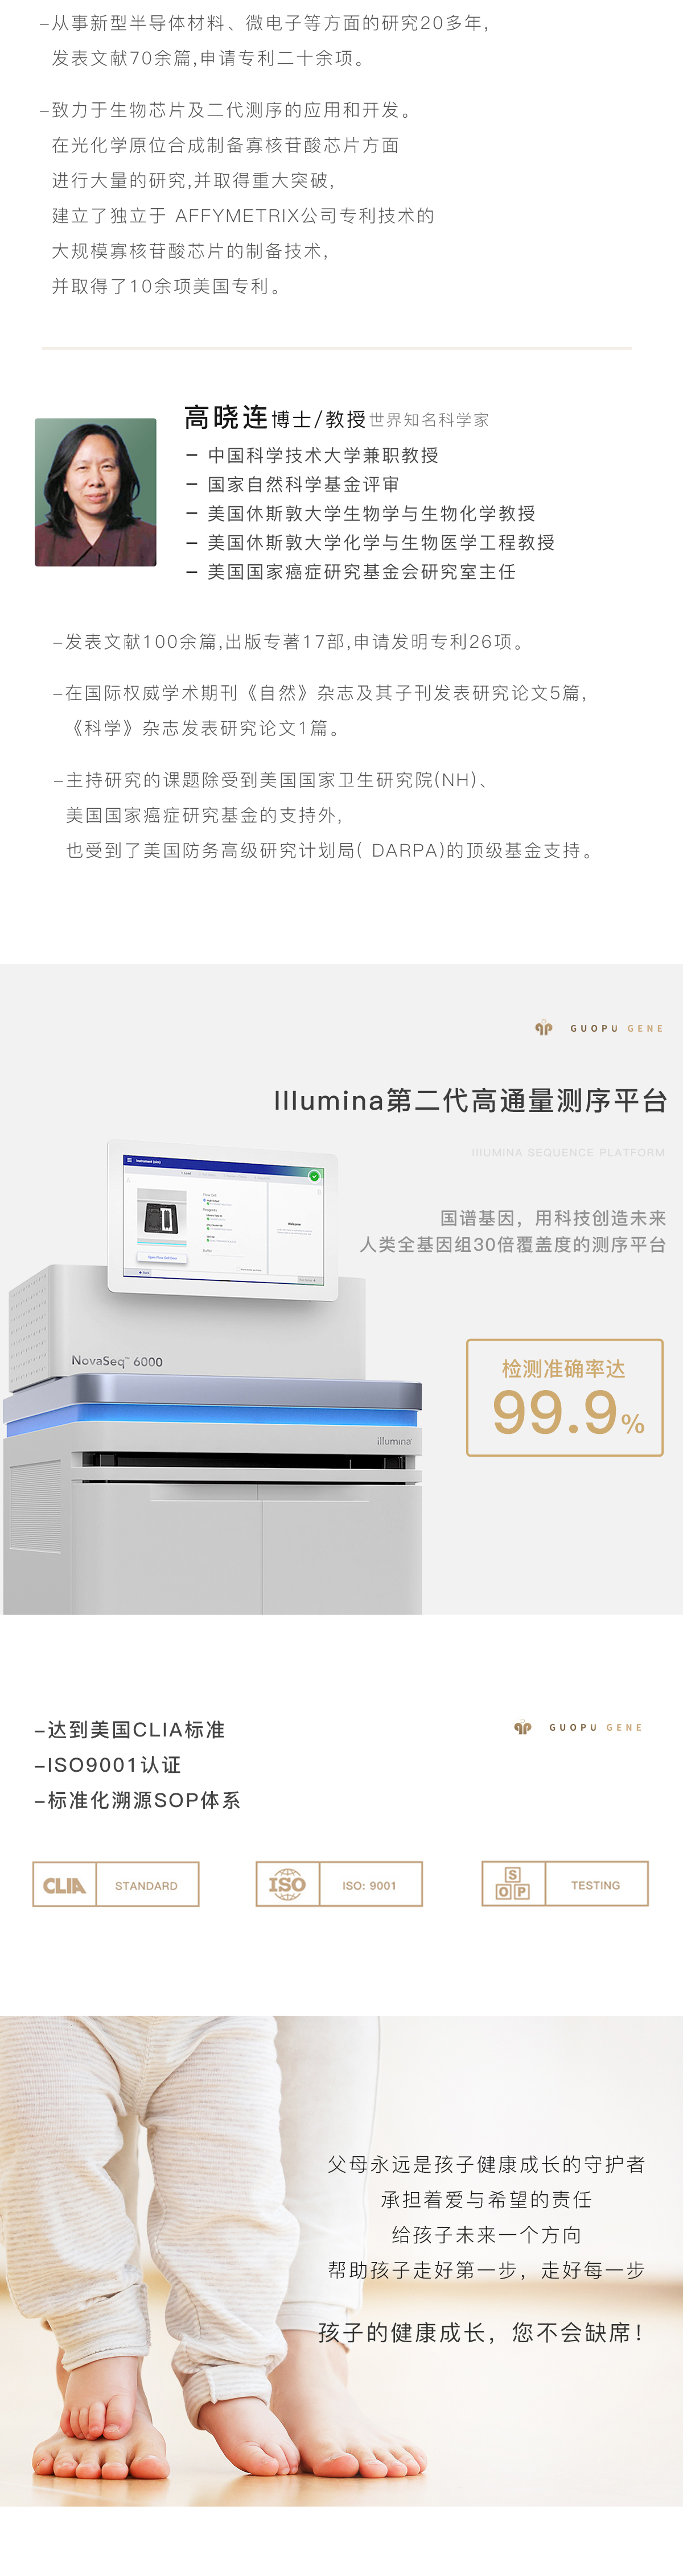 –从事新型半导体材料、微电子等方面的研究20多年,
发表文献70余篇,申请专利二十余项。
–致力于生物芯片及二代测序的应用和开发。
在光化学原位合成制备寡核苷酸芯片方面
进行大量的研究,并取得重大突破,
建立了独立于 AFFYMETRIX公司专利技术的
大规模寡核苷酸芯片的制备技术,
并取得了10余项美国专利。
高晓连博士/教授世界知名科学家
– 中国科学技术大学兼职教授
– 国家自然科学基金评审
– 美国休斯敦大学生物学与生物化学教授
– 美国休斯敦大学化学与生物医学工程教授
– 美国国家癌症研究基金会研究室主任
–发表文献100余篇,出版专著17部,申请发明专利26项。
–在国际权威学术期刊《自然》杂志及其子刊发表研究论文5篇,
《科学》杂志发表研究论文1篇。
–主持研究的课题除受到美国国家卫生研究院(NH)、
美国国家癌症研究基金的支持外,
也受到了美国防务高级研究计划局( DARPA)的顶级基金支持。
GUOPU GENE
Illumina第二代高通量测序平台
IIIUMINA SEQUENCE PLATFORM
国谱基因，用科技创造未来
人类全基因组30倍覆盖度的测序平台
Welcome
NovaSeq™ 6000
illumina
检测准确率达
99.9%
–达到美国CLIA标准
GUOPU GENE
–ISO9001认证
–标准化溯源SOP体系
CLIA STANDARD
ISO ISO: 9001
SOP TESTING
父母永远是孩子健康成长的守护者
承担着爱与希望的责任
给孩子未来一个方向
帮助孩子走好第一步，走好每一步
孩子的健康成长，您不会缺席！